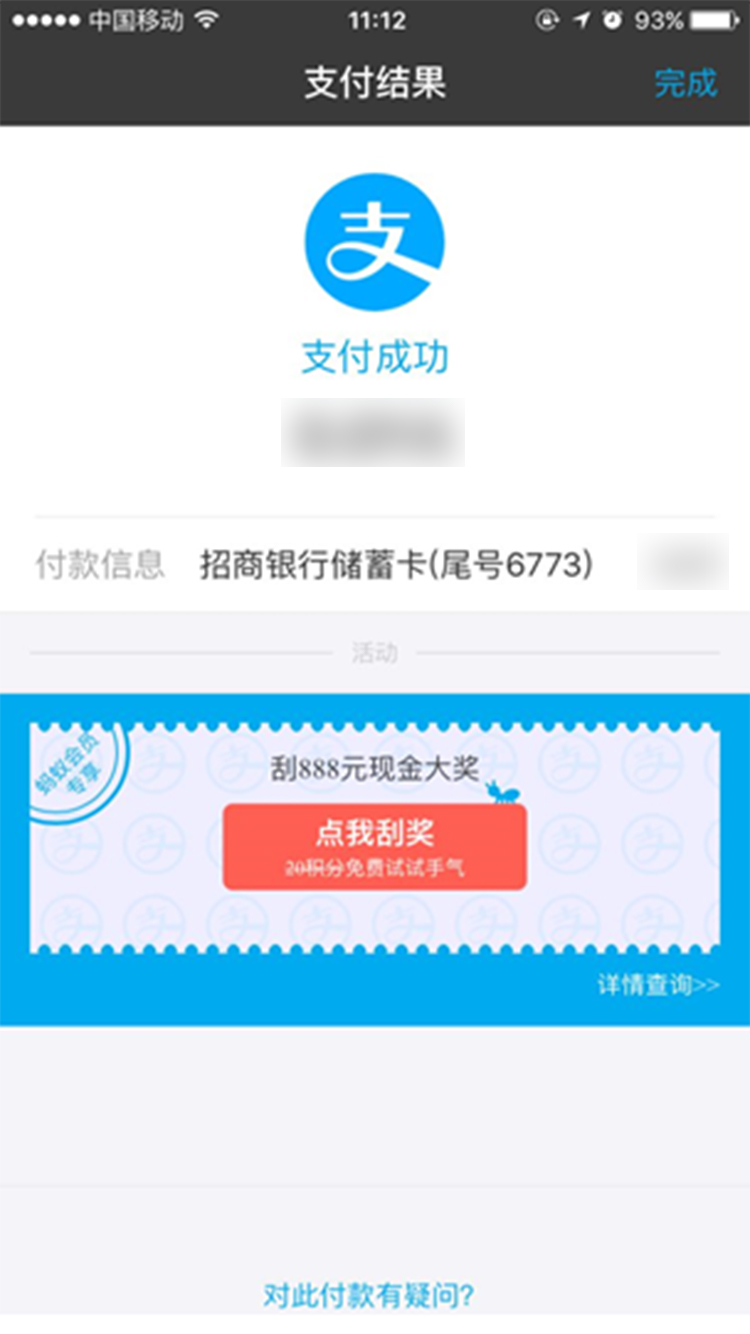 中国移动 11:12 93%
支付结果 完成
支
支付成功
付款信息 招商银行储蓄卡(尾号6773)
活动
蚂蚁会员
专享
刮888元现金大奖
点我刮奖
20积分免费试试手气
详情查询>>
对此付款有疑问?